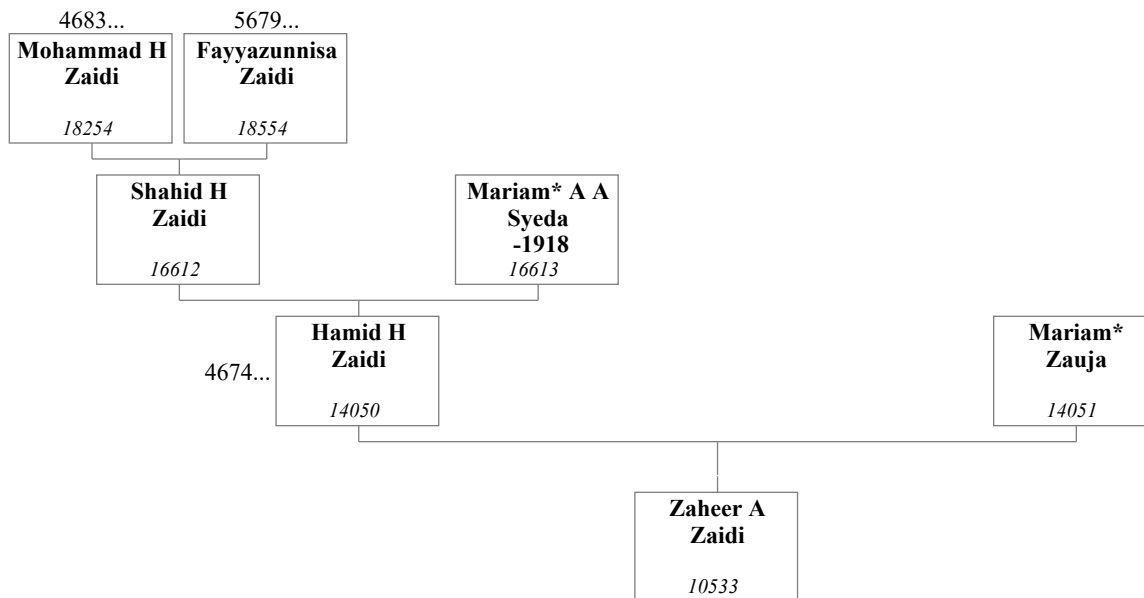 4683...
5679...
Mohammad H
Zaidi
18254
Fayyazunnisa
Zaidi
18554
Shahid H
Zaidi
16612
Mariam* A A
Syeda
-1918
16613
4674...
Hamid H
Zaidi
14050
Mariam*
Zauja
14051
Zaheer A
Zaidi
10533